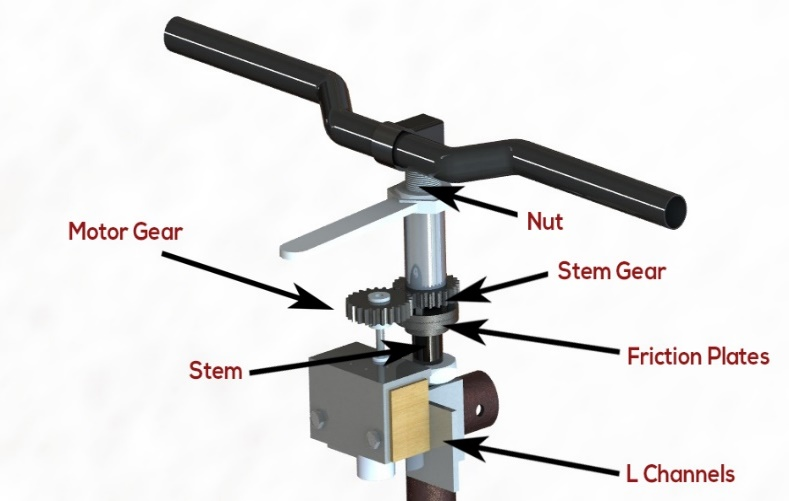 Nut
Motor Gear
Stem Gear
Friction Plates
Stem
L Channels